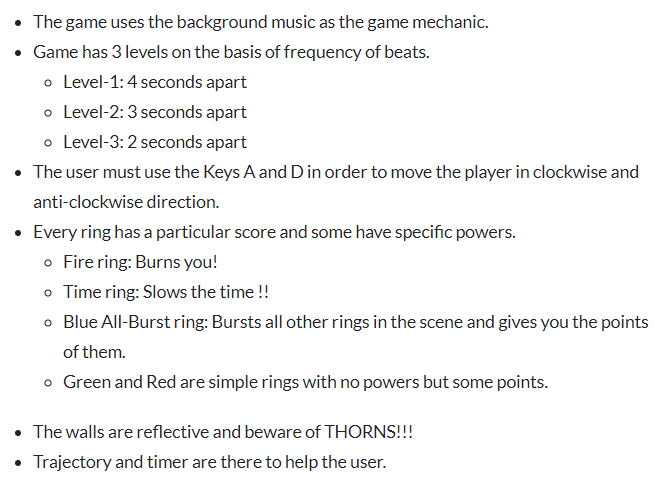 The game uses the background music as the game mechanic.
Game has 3 levels on the basis of frequency of beats.
Level-1: 4 seconds apart
Level-2: 3 seconds apart
Level-3: 2 seconds apart
The user must use the Keys A and D in order to move the player in clockwise and
anti-clockwise direction.
Every ring has a particular score and some have specific powers.
Fire ring: Burns you!
Time ring: Slows the time !!
Blue All-Burst ring: Bursts all other rings in the scene and gives you the points
of them.
Green and Red are simple rings with no powers but some points.
The walls are reflective and beware of THORNS!!!
Trajectory and timer are there to help the user.